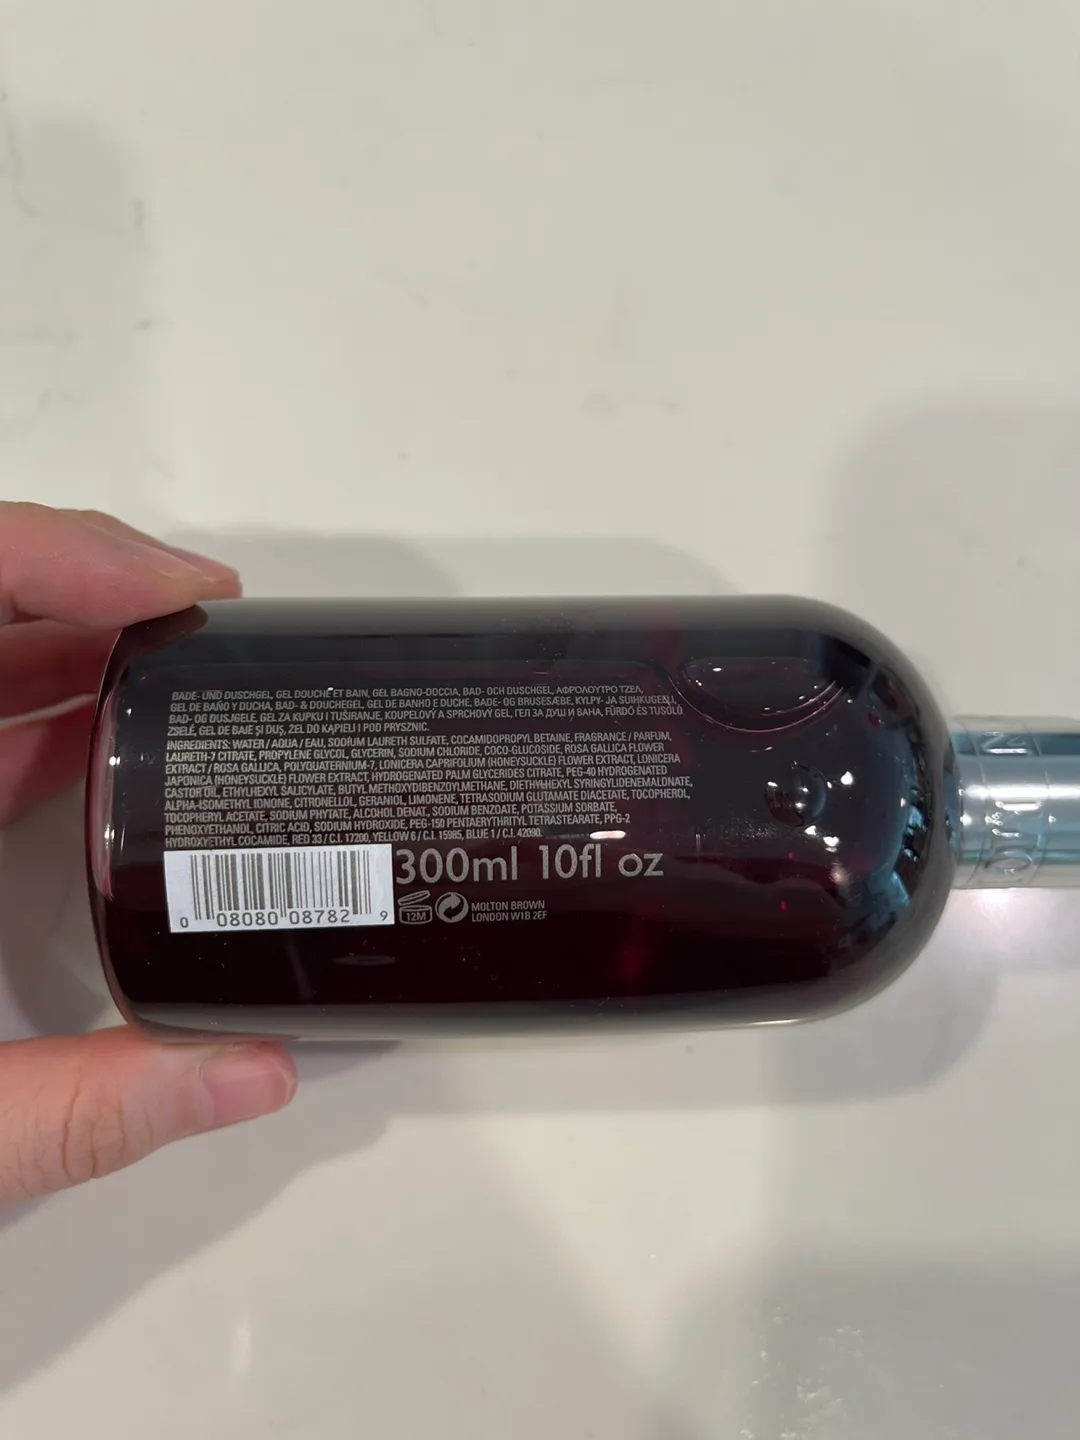 BADE- UND DUSCHGEL, GEL DOUCHE ET BAIN, GEL BAGNO-DOCCIA, BAD- OCH DUSCHGEL, ΑΦΡΟΛΟΥΤΡΟ ΤΖΕΛ,
GEL DE BAÑO Y DUCHA, BAD- & DOUCHEGEL, GEL DE BANHO E DUCHE, BADE- OG BRUSESÆBE, KYLPY- JA SUIHKUGEELI,
BAD- OG DUSJGELE, GEL ZA KUPKU I TUŠIRANJE, KOUPELOVÝ A SPRCHOVÝ GEL, ГЕЛ ЗА ДУШ И ВАНА, FÜRDŐ ÉS TUSOLÓ
ZSELÉ, GEL DE BAIE ȘI DUȘ, ŻEL DO KĄPIELI I POD PRYSZNIC.
INGREDIENTS: WATER / AQUA / EAU, SODIUM LAURETH SULFATE, COCAMIDOPROPYL BETAINE, FRAGRANCE / PARFUM,
LAURETH-7 CITRATE, PROPYLENE GLYCOL, GLYCERIN, SODIUM CHLORIDE, COCO-GLUCOSIDE, ROSA GALLICA FLOWER
EXTRACT / ROSA GALLICA, POLYQUATERNIUM-7, LONICERA CAPRIFOLIUM (HONEYSUCKLE) FLOWER EXTRACT, LONICERA
JAPONICA (HONEYSUCKLE) FLOWER EXTRACT, HYDROGENATED PALM GLYCERIDES CITRATE, PEG-40 HYDROGENATED
CASTOR OIL, ETHYLHEXYL SALICYLATE, BUTYL METHOXYDIBENZOYLMETHANE, DIETHYLHEXYL SYRINGYLIDENEMALONATE,
ALPHA-ISOMETHYL IONONE, CITRONELLOL, GERANIOL, LIMONENE, TETRASODIUM GLUTAMATE DIACETATE, TOCOPHEROL,
TOCOPHERYL ACETATE, SODIUM PHYTATE, ALCOHOL DENAT., SODIUM BENZOATE, POTASSIUM SORBATE,
PHENOXYETHANOL, CITRIC ACID, SODIUM HYDROXIDE, PEG-150 PENTAERYTHRITYL TETRASTEARATE, PPG-2
HYDROXYETHYL COCAMIDE, RED 33 / C.I. 17200, YELLOW 6 / C.I. 15985, BLUE 1 / C.I. 42090.
300ml 10fl oz
0 08080 08782 9
12M
MOLTON BROWN
LONDON W1B 2EF